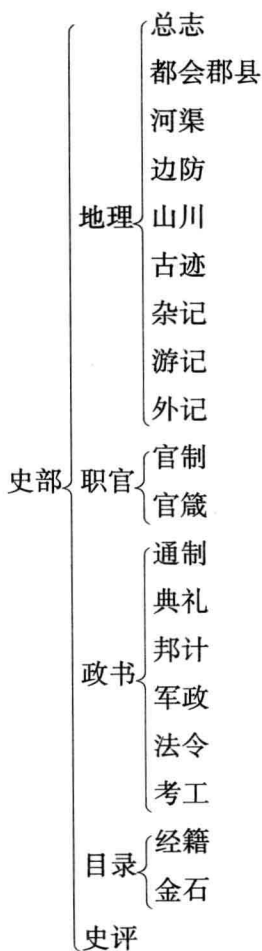 史部
地理
总志
都会郡县
河渠
边防
山川
古迹
杂记
游记
外记
职官
官制
官箴
政书
通制
典礼
邦计
军政
法令
考工
目录
经籍
金石
史评